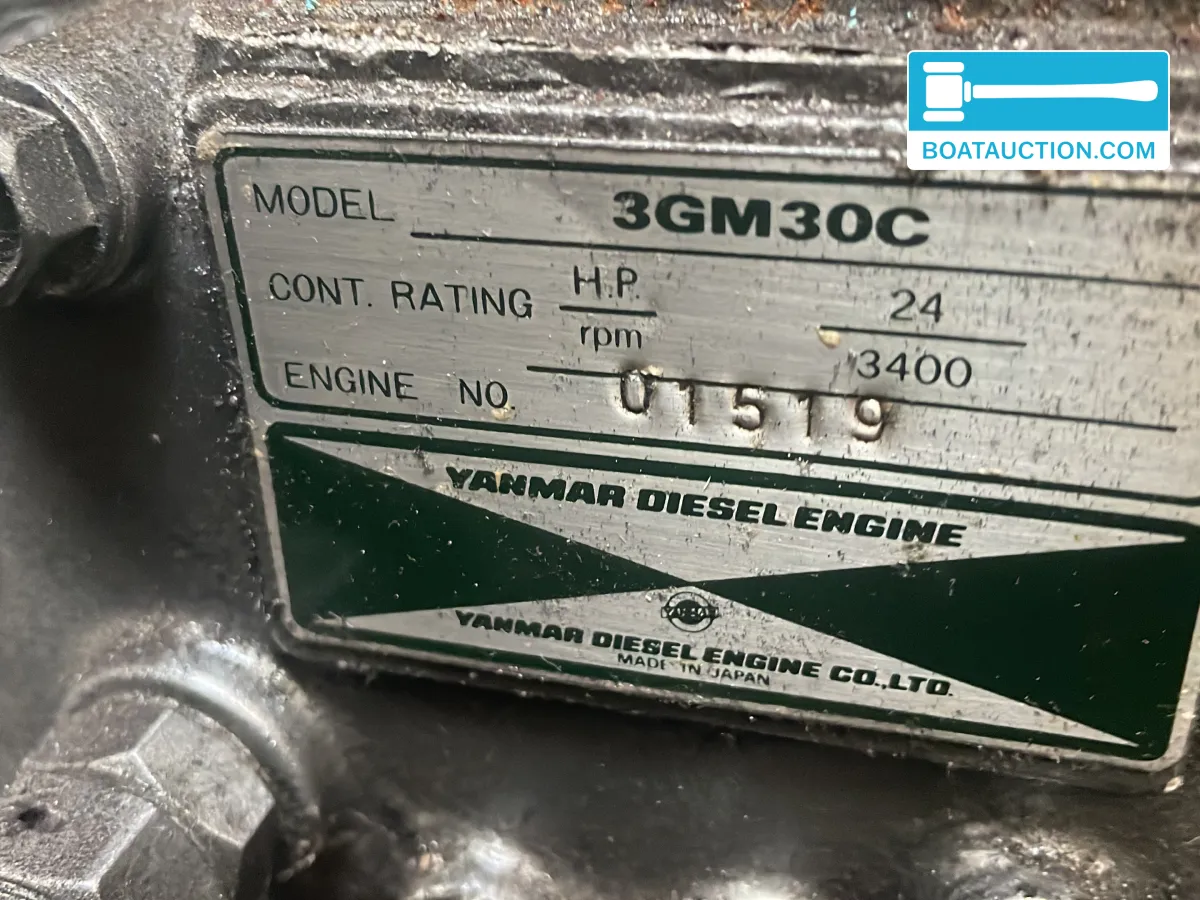 BOATAUCTION.COM
MODEL 3GM30C
CONT. RATING H.P. 24
rpm 3400
ENGINE NO. 01519
YANMAR DIESEL ENGINE
YANMAR
YANMAR DIESEL ENGINE CO.,LTD.
MADE IN JAPAN